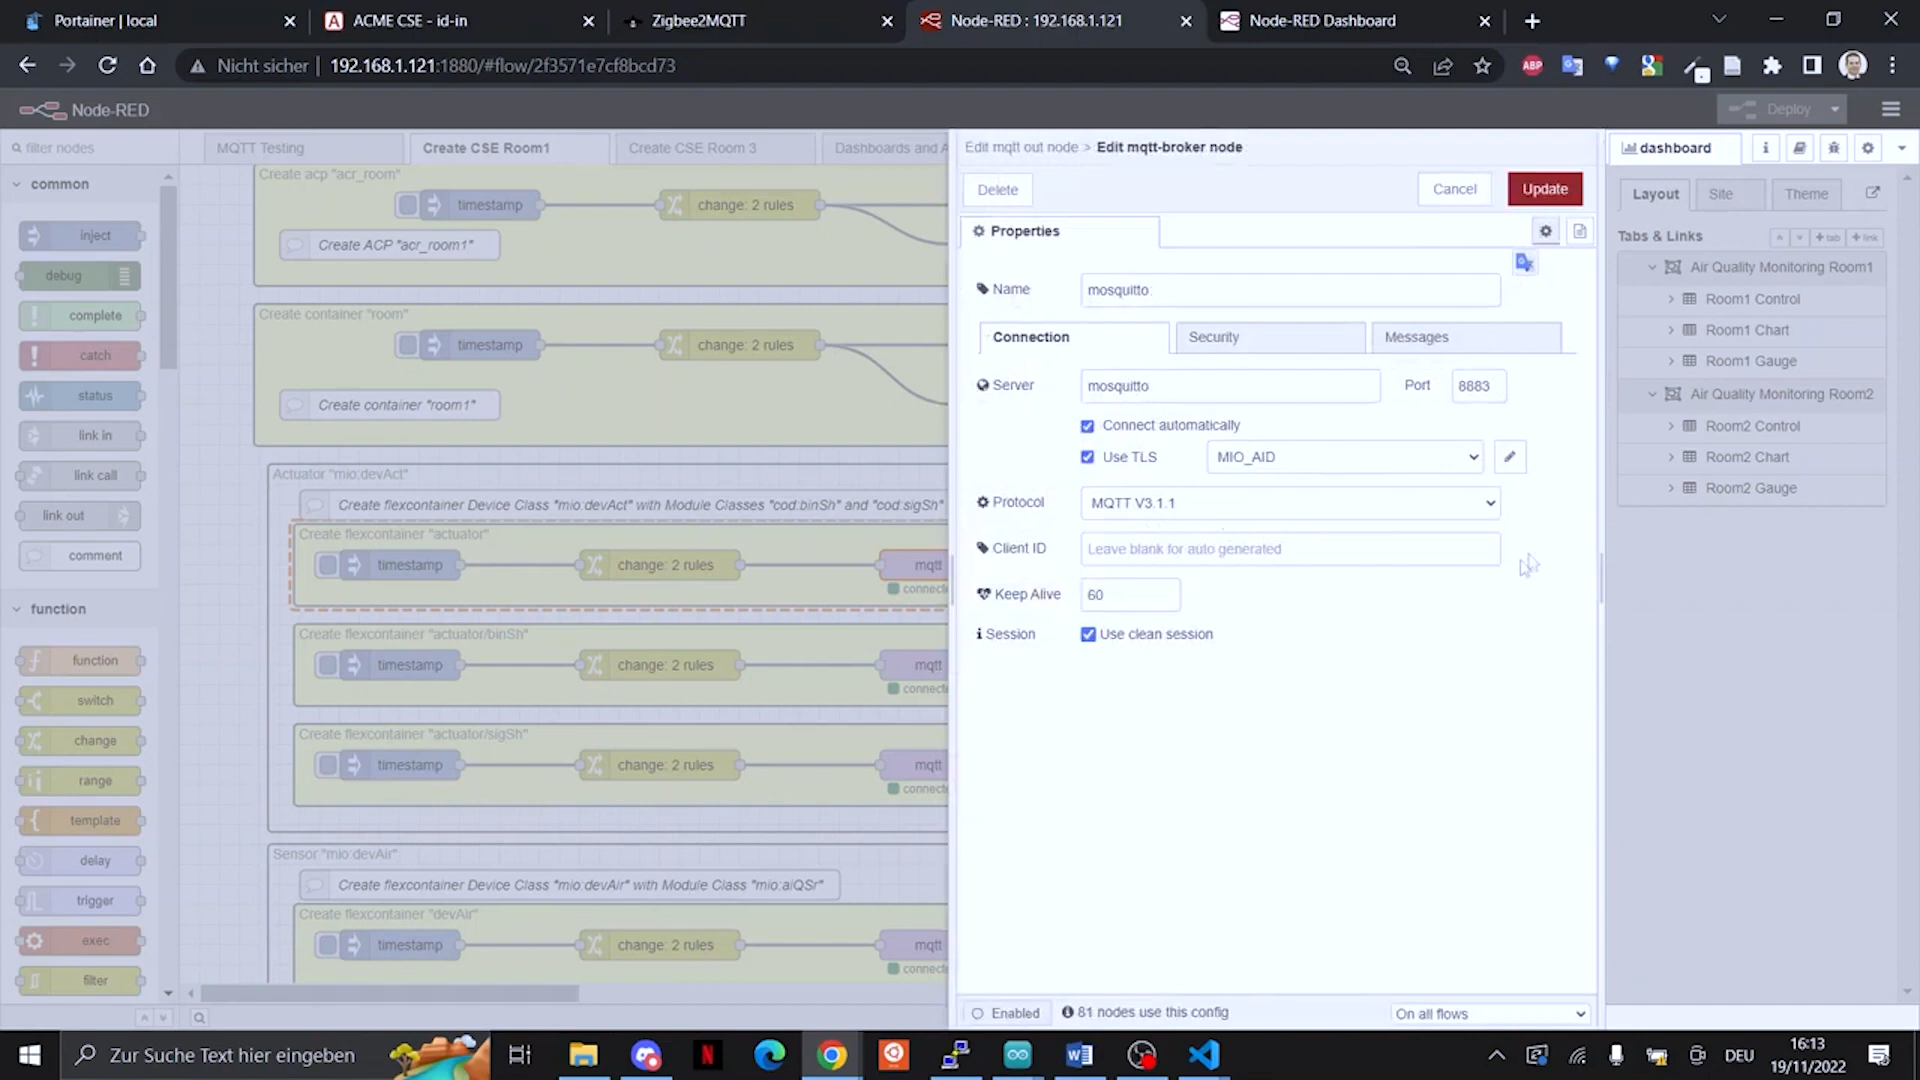 Portainer | local
ACME CSE - id-in
Zigbee2MQTT
Node-RED : 192.168.1.121
Node-RED Dashboard
Nicht sicher
192.168.1.121:1880/#flow/2f3571e7cf8bcd73
ABP
Node-RED
Deploy
filter nodes
MQTT Testing
Create CSE Room1
Create CSE Room 3
Dashboards and A
common
inject
debug
complete
catch
status
link in
link call
link out
comment
function
function
switch
change
range
template
delay
trigger
exec
filter
Create acp "acr_room"
timestamp
change: 2 rules
Create ACP "acr_room1"
Create container "room"
timestamp
change: 2 rules
Create container "room1"
Actuator "mio:devAct"
Create flexcontainer Device Class "mio:devAct" with Module Classes "cod:binSh" and "cod:sigSh"
Create flexcontainer "actuator"
timestamp
change: 2 rules
mqtt
connecte
Create flexcontainer "actuator/binSh"
timestamp
change: 2 rules
mqtt
connecte
Create flexcontainer "actuator/sigSh"
timestamp
change: 2 rules
mqtt
connecte
Sensor "mio:devAir"
Create flexcontainer Device Class "mio:devAir" with Module Class "mio:aiQSr"
Create flexcontainer "devAir"
timestamp
change: 2 rules
mqtt
connecte
Edit mqtt out node > Edit mqtt-broker node
Delete
Cancel
Update
Properties
Name
mosquitto
Connection
Security
Messages
Server
mosquitto
Port
8883
Connect automatically
Use TLS
MIO_AID
Protocol
MQTT V3.1.1
Client ID
Leave blank for auto generated
Keep Alive
60
Session
Use clean session
Enabled
81 nodes use this config
On all flows
dashboard
Layout
Site
Theme
Tabs & Links
+ tab
+ link
Air Quality Monitoring Room1
Room1 Control
Room1 Chart
Room1 Gauge
Air Quality Monitoring Room2
Room2 Control
Room2 Chart
Room2 Gauge
Zur Suche Text hier eingeben
DEU
16:13
19/11/2022